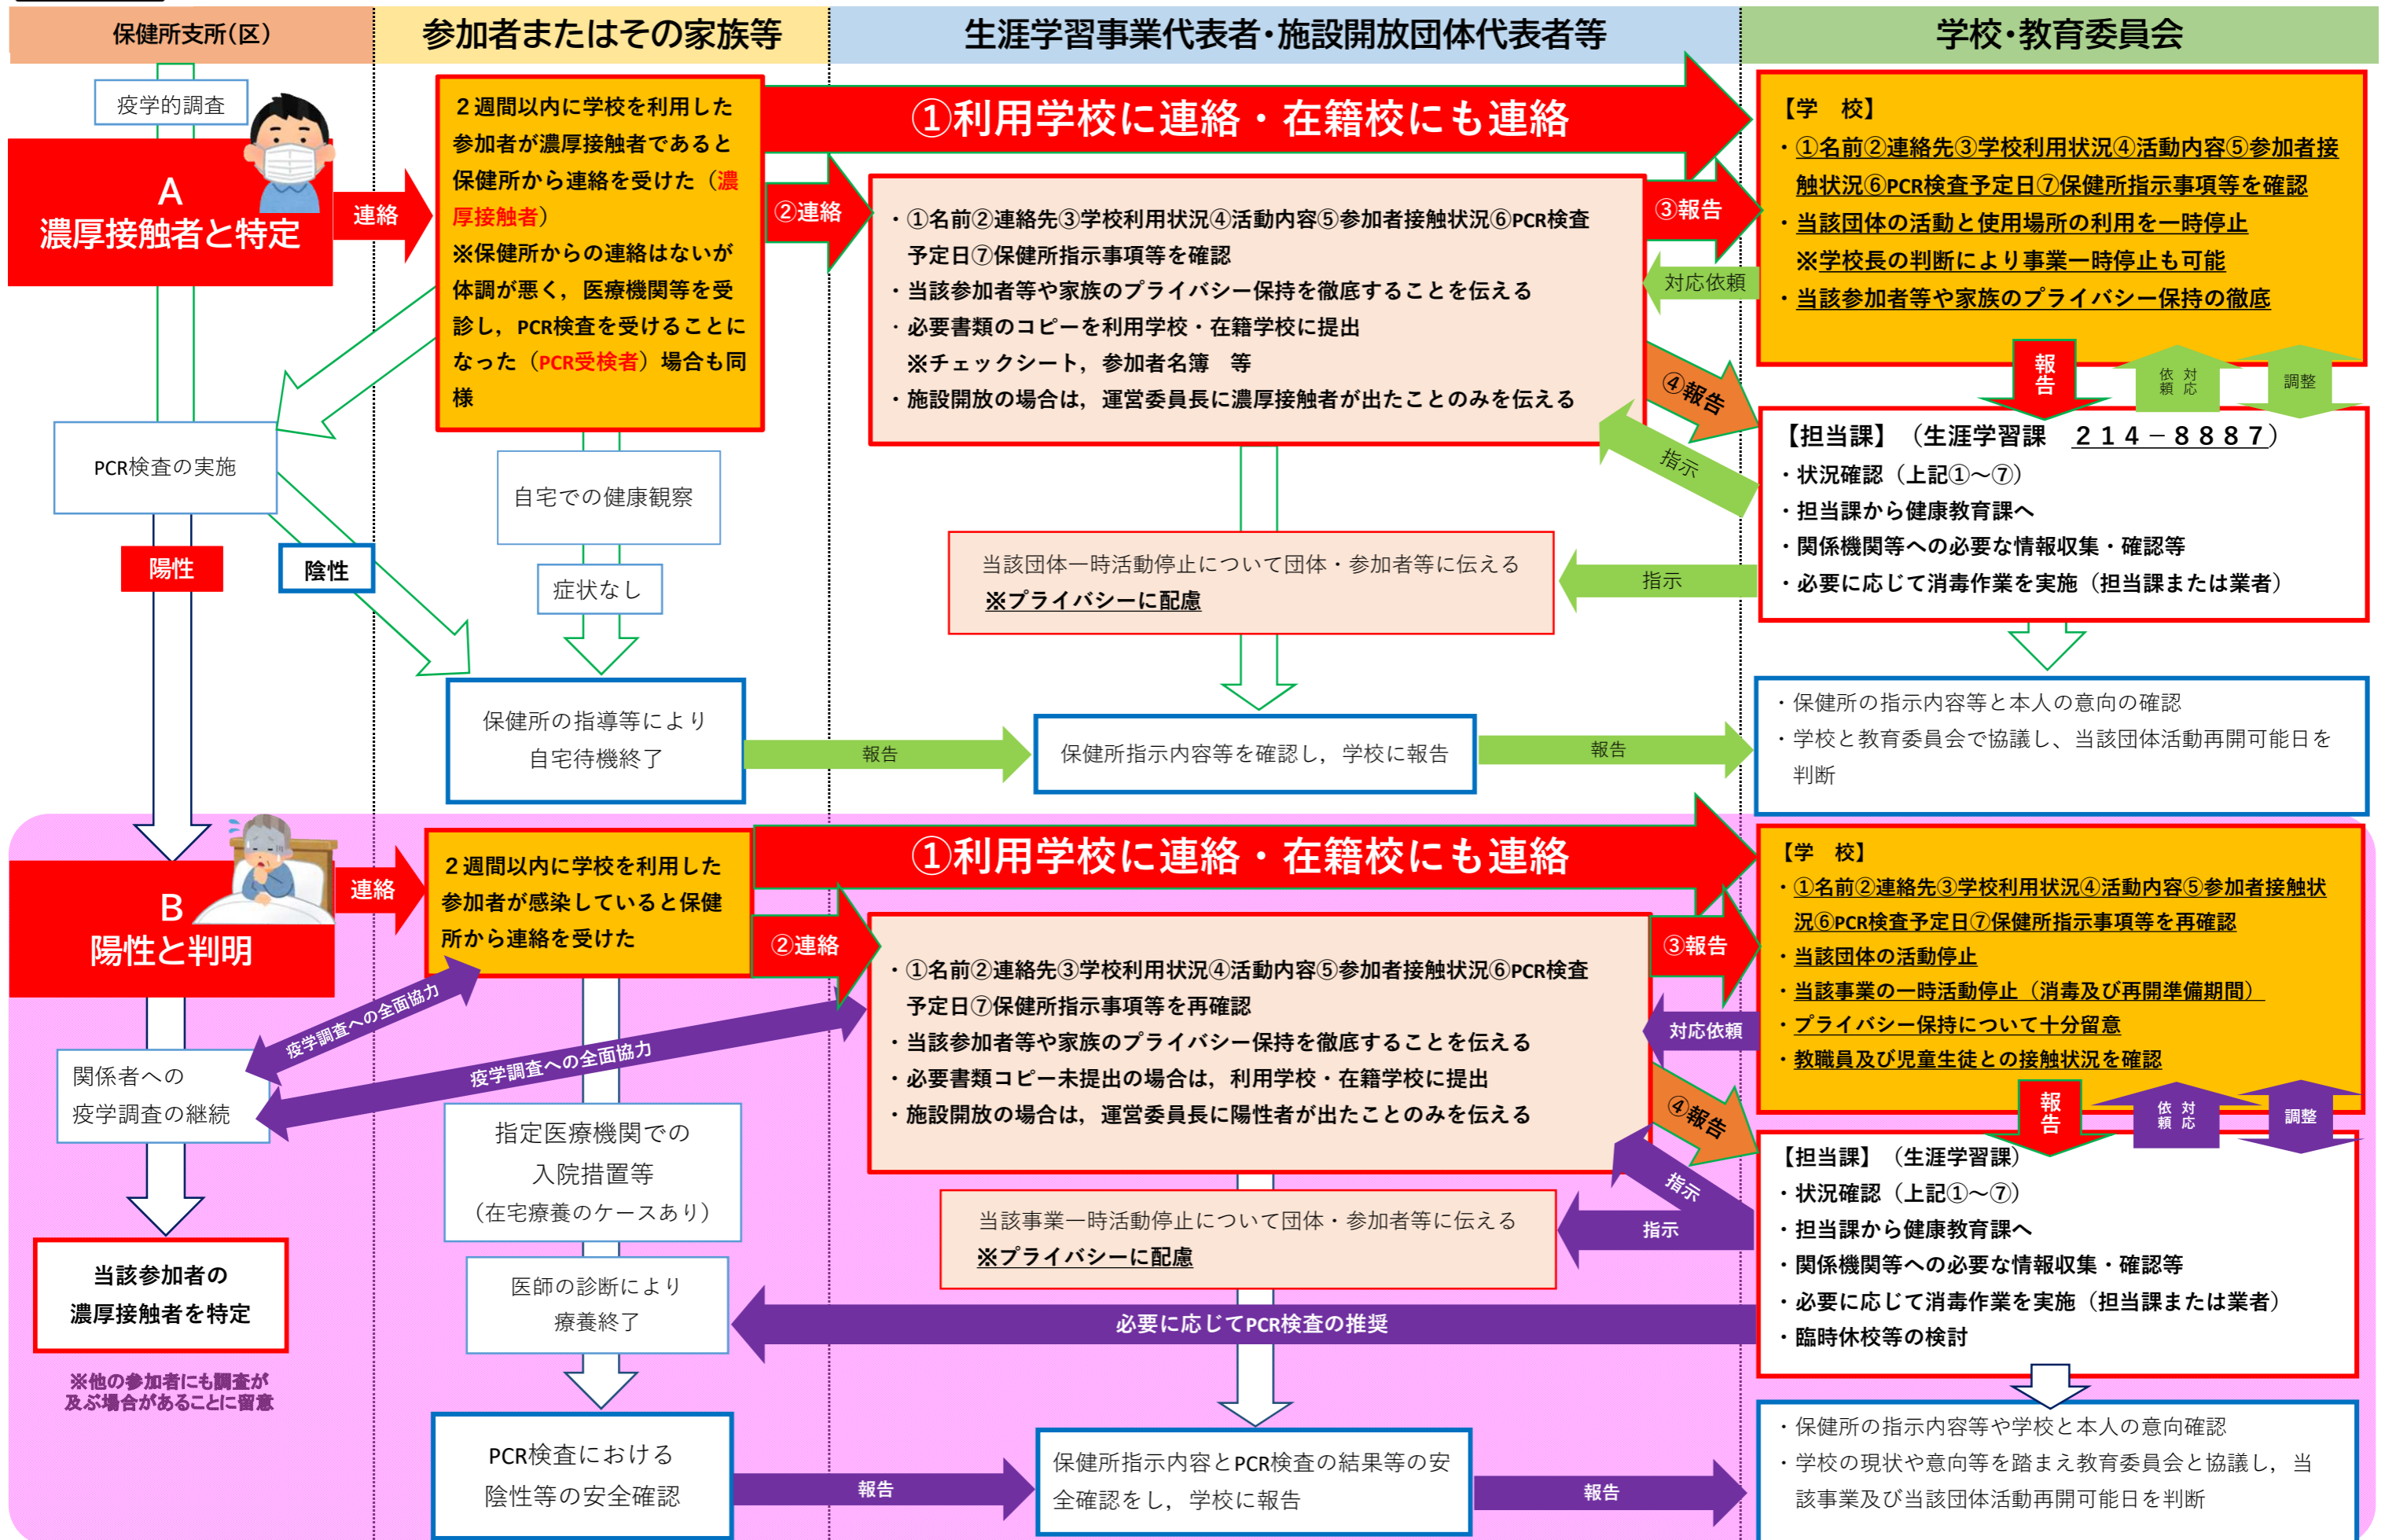 保健所支所(区)
参加者またはその家族等
生涯学習事業代表者・施設開放団体代表者等
学校・教育委員会
疫学的調査
A
濃厚接触者と特定
連絡
２週間以内に学校を利用した
参加者が濃厚接触者であると
保健所から連絡を受けた（濃
厚接触者）
※保健所からの連絡はないが
体調が悪く，医療機関等を受
診し，PCR検査を受けることに
なった（PCR受検者）場合も同
様
①利用学校に連絡・在籍校にも連絡
②連絡
・①名前②連絡先③学校利用状況④活動内容⑤参加者接触状況⑥PCR検査
予定日⑦保健所指示事項等を確認
・当該参加者等や家族のプライバシー保持を徹底することを伝える
・必要書類のコピーを利用学校・在籍学校に提出
※チェックシート，参加者名簿　等
・施設開放の場合は，運営委員長に濃厚接触者が出たことのみを伝える
③報告
対応依頼
④報告
指示
【学　校】
・①名前②連絡先③学校利用状況④活動内容⑤参加者接
触状況⑥PCR検査予定日⑦保健所指示事項等を確認
・当該団体の活動と使用場所の利用を一時停止
※学校長の判断により事業一時停止も可能
・当該参加者等や家族のプライバシー保持の徹底
報告
対応
依頼
調整
【担当課】（生涯学習課　２１４－８８８７）
・状況確認（上記①～⑦）
・担当課から健康教育課へ
・関係機関等への必要な情報収集・確認等
・必要に応じて消毒作業を実施（担当課または業者）
PCR検査の実施
陽性
陰性
自宅での健康観察
症状なし
当該団体一時活動停止について団体・参加者等に伝える
※プライバシーに配慮
指示
保健所の指導等により
自宅待機終了
報告
保健所指示内容等を確認し，学校に報告
報告
・保健所の指示内容等と本人の意向の確認
・学校と教育委員会で協議し、当該団体活動再開可能日を
判断
B
陽性と判明
連絡
２週間以内に学校を利用した
参加者が感染していると保健
所から連絡を受けた
①利用学校に連絡・在籍校にも連絡
②連絡
・①名前②連絡先③学校利用状況④活動内容⑤参加者接触状況⑥PCR検査
予定日⑦保健所指示事項等を再確認
・当該参加者等や家族のプライバシー保持を徹底することを伝える
・必要書類コピー未提出の場合は，利用学校・在籍学校に提出
・施設開放の場合は，運営委員長に陽性者が出たことのみを伝える
③報告
対応依頼
④報告
指示
【学　校】
・①名前②連絡先③学校利用状況④活動内容⑤参加者接触状
況⑥PCR検査予定日⑦保健所指示事項等を再確認
・当該団体の活動停止
・当該事業の一時活動停止（消毒及び再開準備期間）
・プライバシー保持について十分留意
・教職員及び児童生徒との接触状況を確認
報告
対応
依頼
調整
【担当課】（生涯学習課）
・状況確認（上記①～⑦）
・担当課から健康教育課へ
・関係機関等への必要な情報収集・確認等
・必要に応じて消毒作業を実施（担当課または業者）
・臨時休校等の検討
疫学調査への全面協力
疫学調査への全面協力
関係者への
疫学調査の継続
当該参加者の
濃厚接触者を特定
※他の参加者にも調査が
及ぶ場合があることに留意
指定医療機関での
入院措置等
（在宅療養のケースあり）
医師の診断により
療養終了
当該事業一時活動停止について団体・参加者等に伝える
※プライバシーに配慮
指示
必要に応じてPCR検査の推奨
PCR検査における
陰性等の安全確認
報告
保健所指示内容とPCR検査の結果等の安
全確認をし，学校に報告
報告
・保健所の指示内容等や学校と本人の意向確認
・学校の現状や意向等を踏まえ教育委員会と協議し，当
該事業及び当該団体活動再開可能日を判断